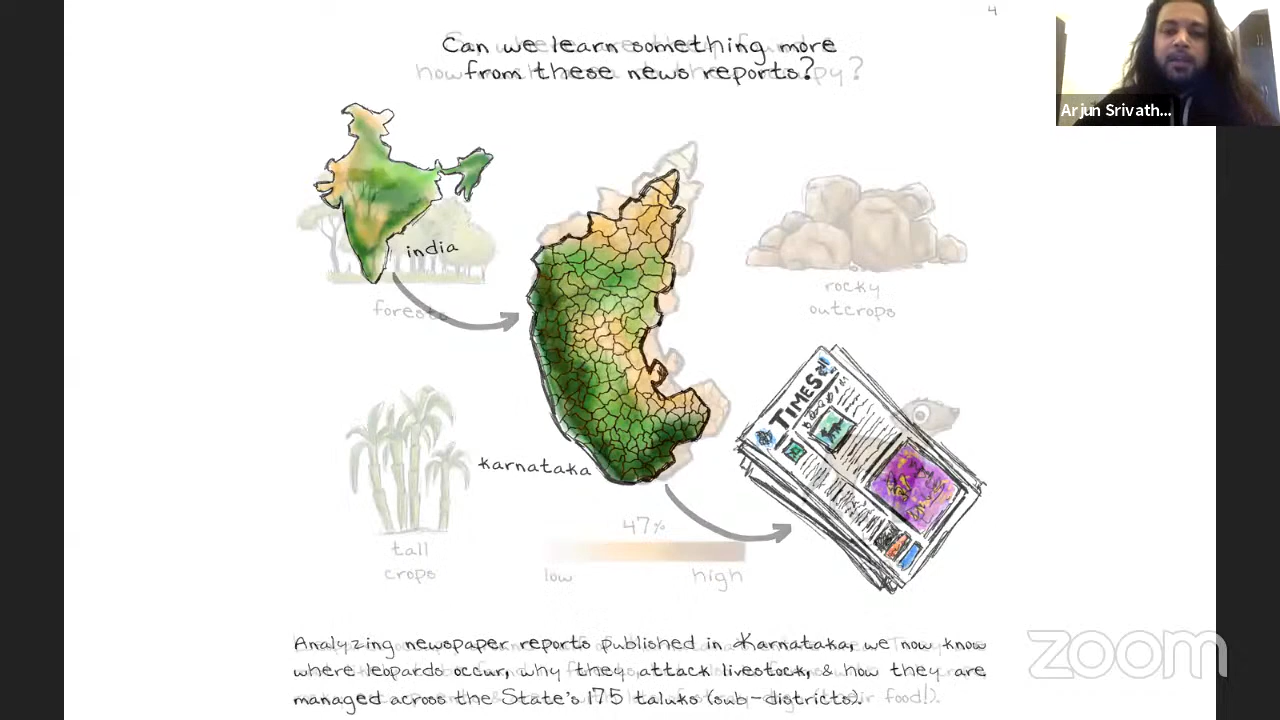 4
Can we learn something more
from these news reports?
Arjun Srivath...
india
forests
rocky
outcrops
TIMES
karnataka
47%
tall
crops
low
high
Analyzing newspaper reports published in Karnataka, we now know
where leopards occur, why they attack livestock, & how they are
managed across the State's 175 taluks (sub-districts).
zoom